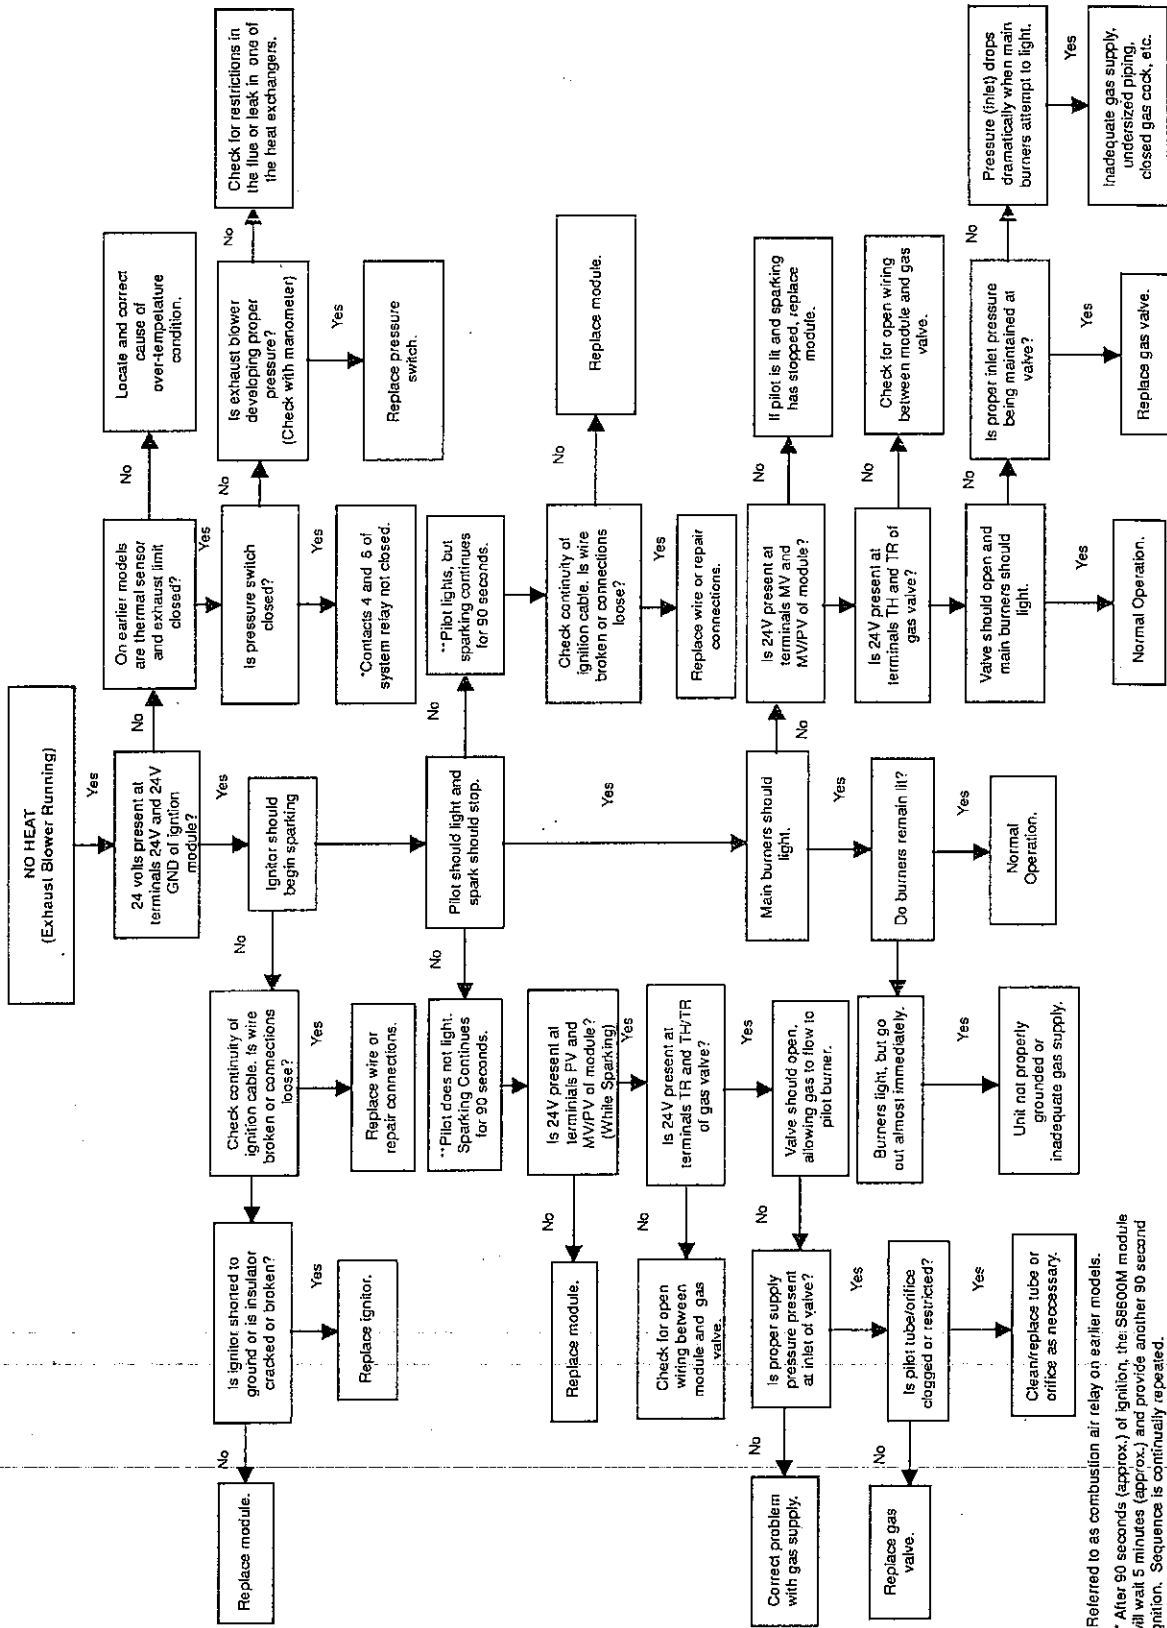 NO HEAT
(Exhaust Blower Running)
Yes
24 volts present at
terminals 24V and 24V
GND of igntion
module?
No
On earlier models
are thermal sensor
and exhaust limit
closed?
No
Locate and correct
cause of
over-tempetature
condition.
Yes
Yes
Is pressure switch
closed?
No
Is exhaust blower
developing proper
pressure?
(Check with manometer)
No
Check for restrictions in
the flue or leak in one of
the heat exchangers.
Yes
Replace pressure
switch.
Yes
*Contacts 4 and 6 of
system relay not closed.
Ignitor should
begin sparking
No
Check continuity of
ignition cable. Is wire
broken or connections
loose?
Yes
Replace wire or
repair connections.
Is ignitor shorted to
ground or is insulator
cracked or broken?
Yes
Replace ignitor.
No
Replace module.
Pilot should light and
spark should stop.
No
**Pilot lights, but
sparking continues
for 90 seconds.
Check continuity of
ignition cable. Is wire
broken or connections
loose?
No
Replace module.
Yes
Replace wire or repair
connections.
No
**Pilot does not light.
Sparking Continues
for 90 seconds.
Is 24V present at
terminials PV and
MV/PV of module?
(While Sparking)
No
Replace module.
Yes
Is 24V present at
terminals TR and TH/TR
of gas valve?
No
Check for open
wiring between
module and gas
valve.
Yes
Valve should open,
allowing gas to flow to
pilot burner.
No
Is proper supply
pressure present
at inlet of valve?
No
Correct problem
with gas supply.
Yes
Is pilot tube/orifice
clogged or restricted?
No
Replace gas
valve.
Yes
Clean/replace tube or
orifice as neccessary.
Yes
Main burners should
light.
No
Is 24V present at
terminals MV and
MV/PV of module?
No
If pilot is lit and sparking
has stopped, replace
module.
Is 24V present at
terminals TH and TR of
gas valve?
No
Check for open wiring
between module and gas
valve.
Yes
Valve should open and
main burners should
light.
No
Is proper inlet pressure
being maintained at
valve?
No
Pressure (inlet) drops
dramatically when main
burners attempt to light.
Yes
Inadequate gas supply,
undersized piping,
closed gas cock, etc.
Yes
Replace gas valve.
Yes
Normal Operation.
Yes
Do burners remain lit?
Yes
Normal
Operation.
Burners light, but go
out almost immediately.
Yes
Unit not properly
grounded or
inadequate gas supply.
Referred to as combustion air relay on earlier models.
* After 90 seconds (approx.) of ignition, the S8600M module
will wait 5 minutes (approx.) and provide another 90 second
gnition. Sequence is continually repeated.